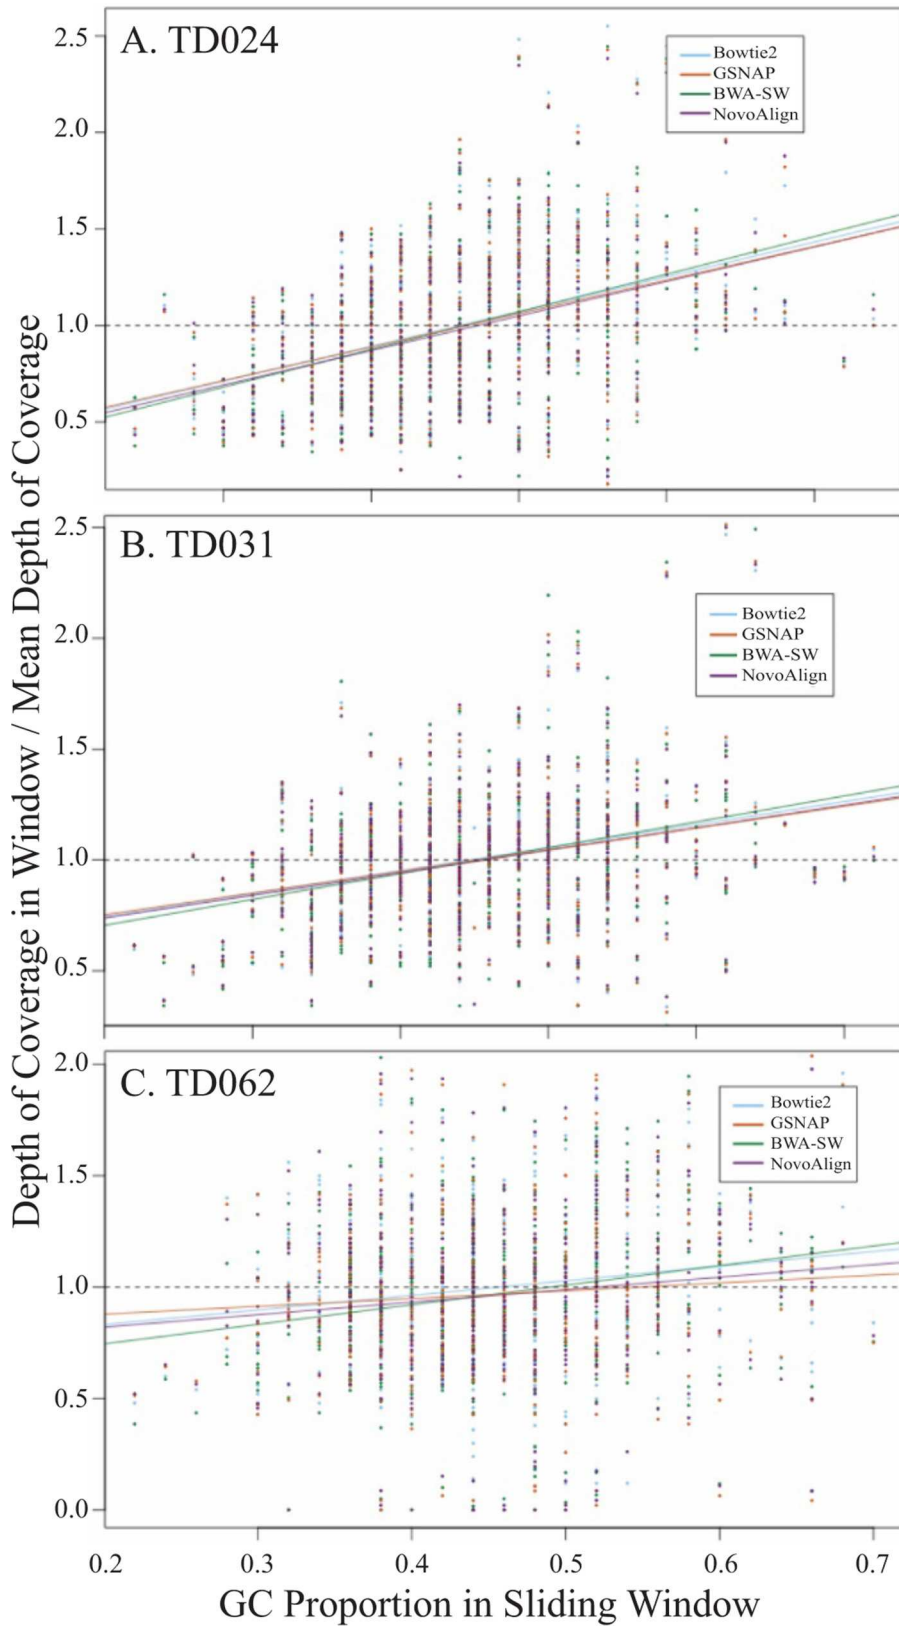 Depth of Coverage in Window / Mean Depth of Coverage
A. TD024
2.5
2.0
1.5
1.0
0.5
Bowtie2
GSNAP
BWA-SW
NovoAlign
B. TD031
2.5
2.0
1.5
1.0
0.5
Bowtie2
GSNAP
BWA-SW
NovoAlign
C. TD062
2.0
1.5
1.0
0.5
0.0
Bowtie2
GSNAP
BWA-SW
NovoAlign
0.2 0.3 0.4 0.5 0.6 0.7
GC Proportion in Sliding Window